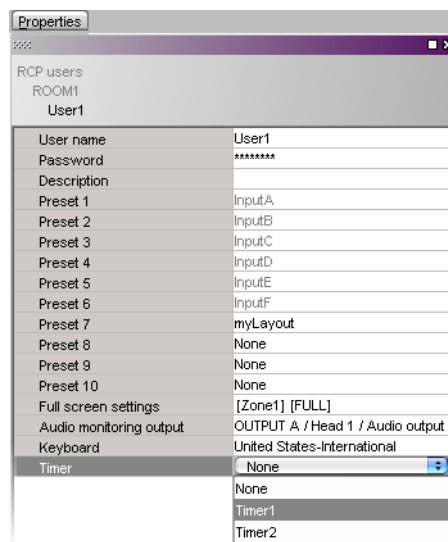 Properties
RCP users
ROOM1
User1
User name User1
Password ********
Description
Preset 1 InputA
Preset 2 InputB
Preset 3 InputC
Preset 4 InputD
Preset 5 InputE
Preset 6 InputF
Preset 7 myLayout
Preset 8 None
Preset 9 None
Preset 10 None
Full screen settings [Zone1] [FULL]
Audio monitoring output OUTPUT A / Head 1 / Audio output
Keyboard United States-International
Timer None
None
Timer1
Timer2